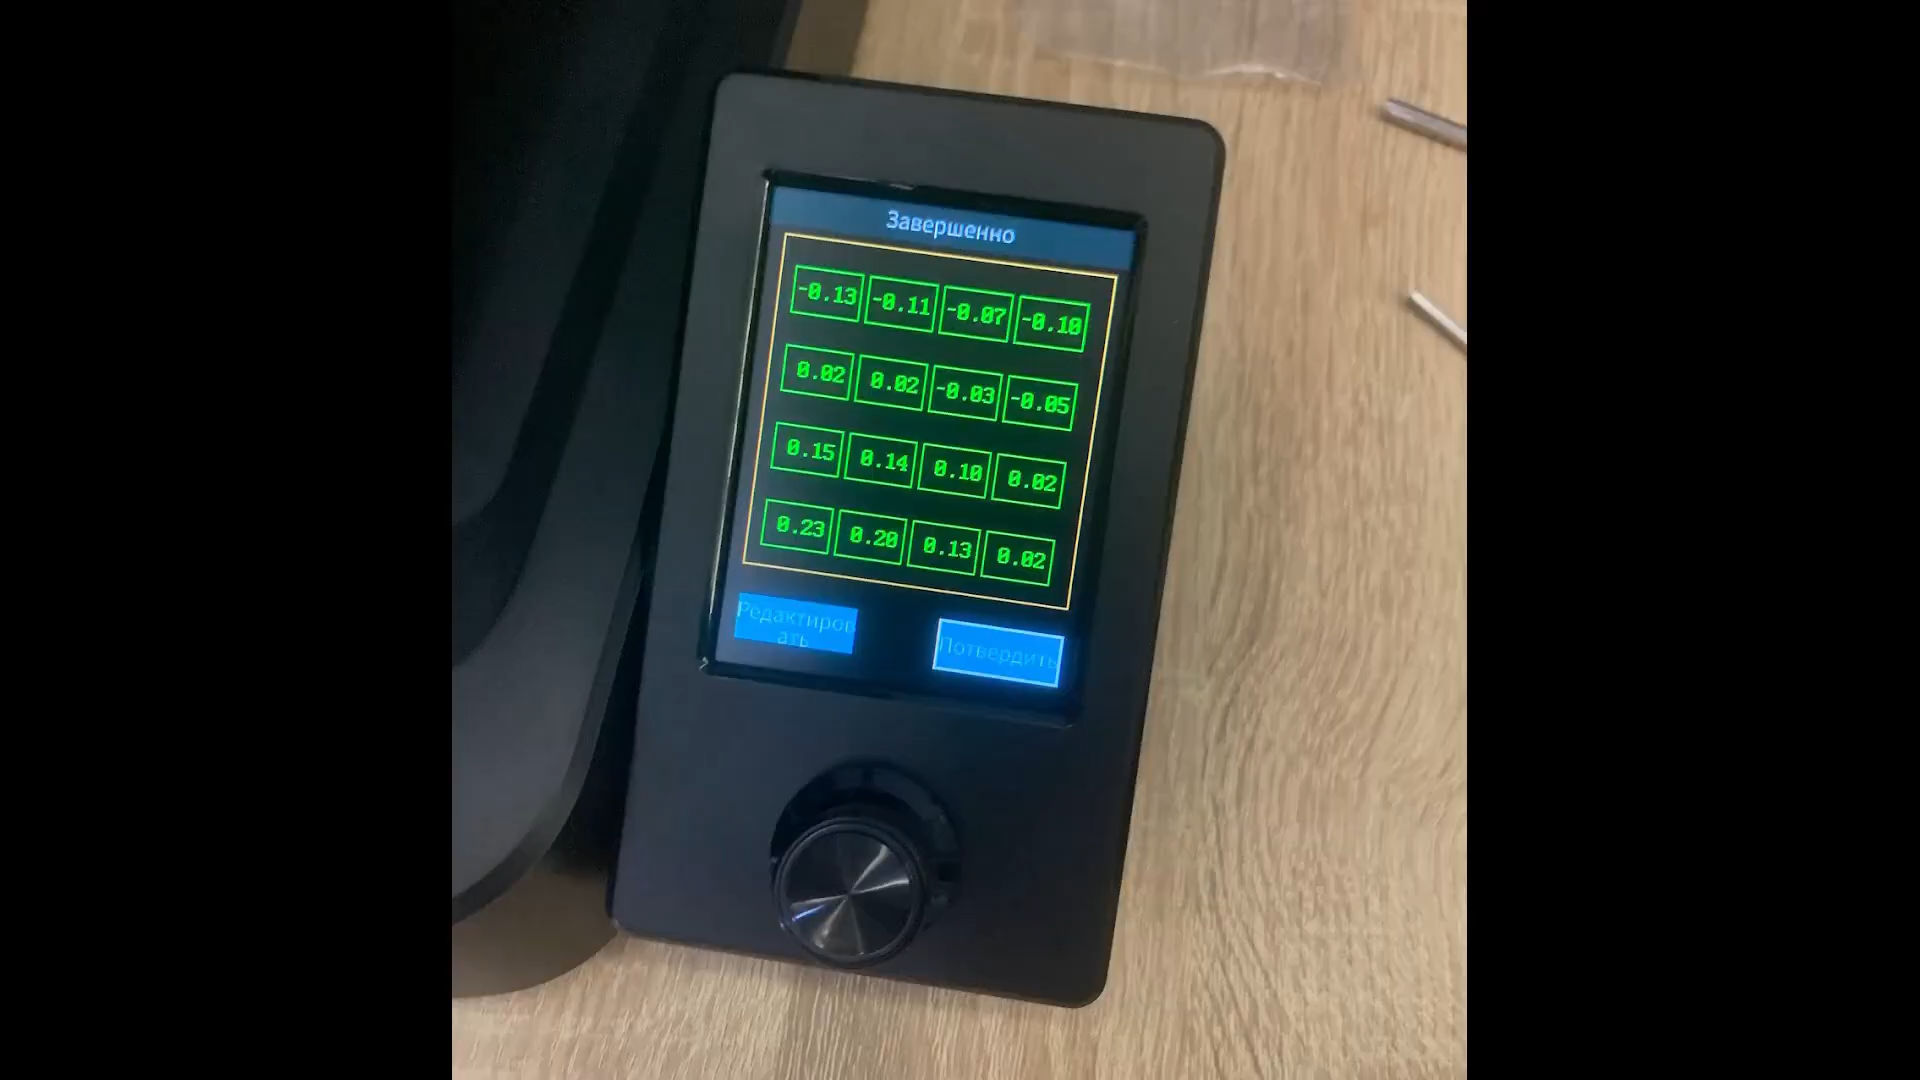 Завершенно
-0.13 -0.11 -0.07 -0.10
0.02 0.02 -0.03 -0.05
0.15 0.14 0.10 0.02
0.23 0.20 0.13 0.02
Редактиров
ать
Потвердить